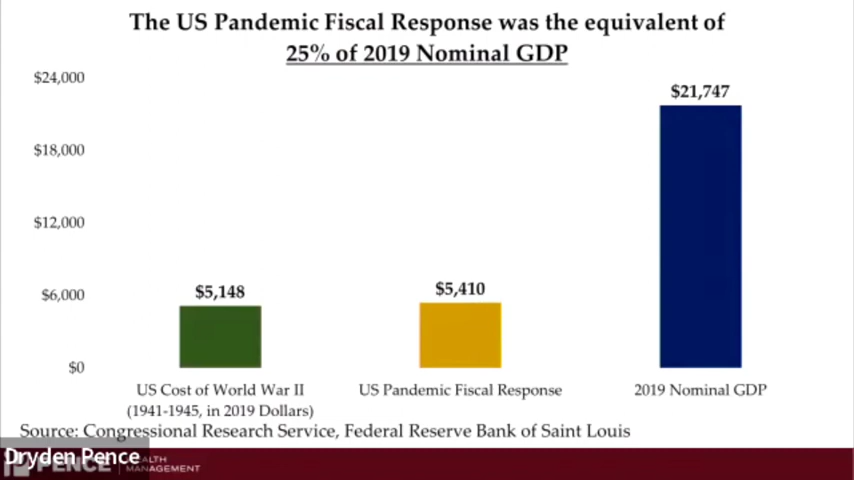 The US Pandemic Fiscal Response was the equivalent of
25% of 2019 Nominal GDP
$24,000
$18,000
$12,000
$6,000
$0
$5,148
$5,410
$21,747
US Cost of World War II
(1941-1945, in 2019 Dollars)
US Pandemic Fiscal Response
2019 Nominal GDP
Source: Congressional Research Service, Federal Reserve Bank of Saint Louis
Dryden Pence
PENCE
MANAGEMENT